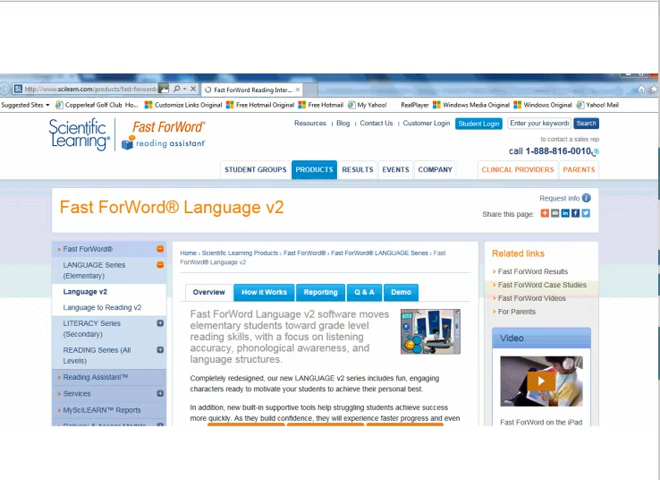 http://www.scilearn.com/products/fast-forword
Fast ForWord Reading Inter...
Suggested Sites
Copperleaf Golf Club Ho...
Customize Links Original
Free Hotmail Original
Free Hotmail
My Yahoo!
RealPlayer
Windows Media Original
Windows Original
Yahoo! Mail
Scientific Learning®
Fast ForWord®
reading assistant™
Resources | Blog | Contact Us | Customer Login
Student Login
Enter your keywords
Search
to contact a sales rep
call 1-888-816-0010
STUDENT GROUPS
PRODUCTS
RESULTS
EVENTS
COMPANY
CLINICAL PROVIDERS
PARENTS
Fast ForWord® Language v2
Request info
Share this page:
Fast ForWord®
LANGUAGE Series
(Elementary)
Language v2
Language to Reading v2
LITERACY Series
(Secondary)
READING Series (All
Levels)
Reading Assistant™
Services
MySciLEARN™ Reports
Home › Scientific Learning Products › Fast ForWord® › Fast ForWord® LANGUAGE Series › Fast
ForWord® Language v2
Overview
How it Works
Reporting
Q & A
Demo
Fast ForWord Language v2 software moves
elementary students toward grade level
reading skills, with a focus on listening
accuracy, phonological awareness, and
language structures.
Completely redesigned, our new LANGUAGE v2 series includes fun, engaging
characters ready to motivate your students to achieve their personal best.
In addition, new built-in supportive tools help struggling students achieve success
more quickly. As they build confidence, they will experience faster progress and even
Related links
Fast ForWord Results
Fast ForWord Case Studies
Fast ForWord Videos
For Parents
Video
Fast ForWord on the iPad